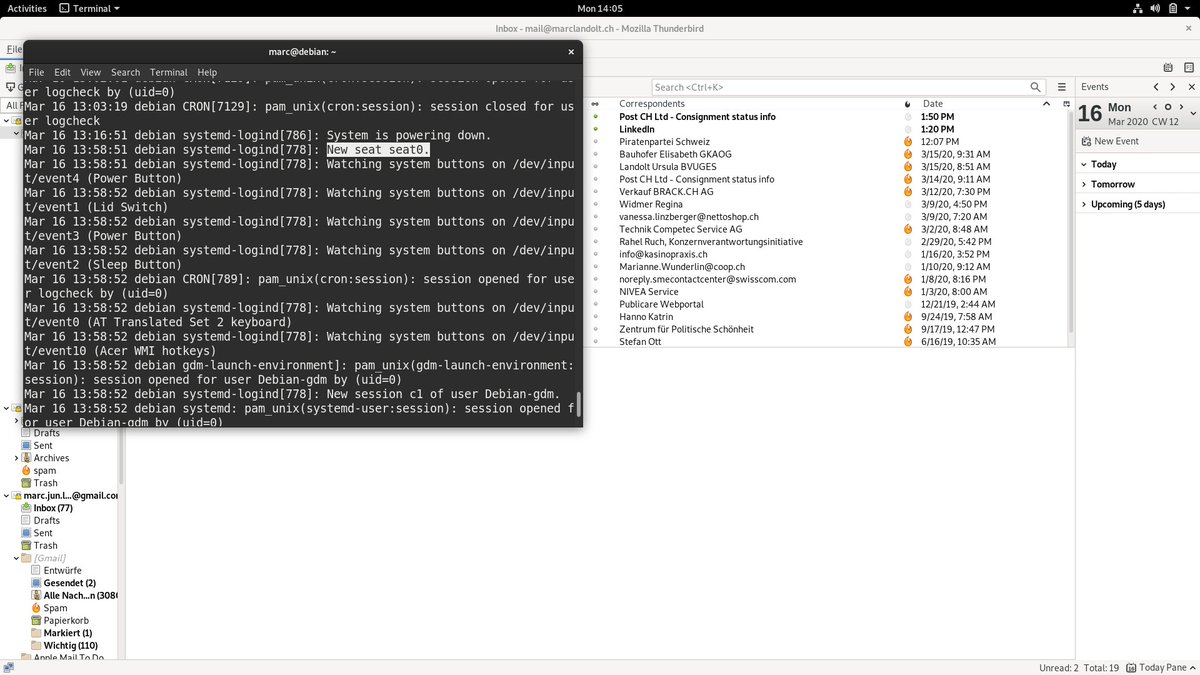 Activities
Terminal
Mon 14:05
Inbox - mail@marclandolt.ch - Mozilla Thunderbird
File
marc@debian: ~
File Edit View Search Terminal Help
er logcheck by (uid=0)
Mar 16 13:03:19 debian CRON[7129]: pam_unix(cron:session): session closed for us
er logcheck
Mar 16 13:16:51 debian systemd-logind[786]: System is powering down.
Mar 16 13:58:51 debian systemd-logind[778]: New seat seat0.
Mar 16 13:58:51 debian systemd-logind[778]: Watching system buttons on /dev/inpu
t/event4 (Power Button)
Mar 16 13:58:52 debian systemd-logind[778]: Watching system buttons on /dev/inpu
t/event1 (Lid Switch)
Mar 16 13:58:52 debian systemd-logind[778]: Watching system buttons on /dev/inpu
t/event3 (Power Button)
Mar 16 13:58:52 debian systemd-logind[778]: Watching system buttons on /dev/inpu
t/event2 (Sleep Button)
Mar 16 13:58:52 debian CRON[789]: pam_unix(cron:session): session opened for use
r logcheck by (uid=0)
Mar 16 13:58:52 debian systemd-logind[778]: Watching system buttons on /dev/inpu
t/event0 (AT Translated Set 2 keyboard)
Mar 16 13:58:52 debian systemd-logind[778]: Watching system buttons on /dev/inpu
t/event10 (Acer WMI hotkeys)
Mar 16 13:58:52 debian gdm-launch-environment]: pam_unix(gdm-launch-environment:
session): session opened for user Debian-gdm by (uid=0)
Mar 16 13:58:52 debian systemd-logind[778]: New session c1 of user Debian-gdm.
Mar 16 13:58:52 debian systemd: pam_unix(systemd-user:session): session opened f
or user Debian-gdm by (uid=0)
Drafts
Sent
Archives
spam
Trash
marc.jun.l...@gmail.com
Inbox (77)
Drafts
Sent
Trash
[Gmail]
Entwürfe
Gesendet (2)
Alle Nach...n (308
Spam
Papierkorb
Markiert (1)
Wichtig (110)
Apple Mail To Do
Search <Ctrl+K>
Correspondents Date
Post CH Ltd - Consignment status info 1:50 PM
LinkedIn 1:20 PM
Piratenpartei Schweiz 12:07 PM
Bauhofer Elisabeth GKAOG 3/15/20, 9:31 AM
Landolt Ursula BVUGES 3/15/20, 8:51 AM
Post CH Ltd - Consignment status info 3/14/20, 9:11 AM
Verkauf BRACK.CH AG 3/12/20, 7:30 PM
Widmer Regina 3/9/20, 4:50 PM
vanessa.linzberger@nettoshop.ch 3/9/20, 7:20 AM
Technik Competec Service AG 3/2/20, 8:48 AM
Rahel Ruch, Konzernverantwortungsinitiative 2/29/20, 5:42 PM
info@kasinopraxis.ch 1/16/20, 3:52 PM
Marianne.Wunderlin@coop.ch 1/10/20, 9:12 AM
noreply.smecontactcenter@swisscom.com 1/8/20, 8:16 PM
NIVEA Service 1/3/20, 8:00 AM
Publicare Webportal 12/21/19, 2:44 AM
Hanno Katrin 9/24/19, 7:58 AM
Zentrum für Politische Schönheit 9/17/19, 12:47 PM
Stefan Ott 6/16/19, 10:35 AM
Events
16 Mon
Mar 2020 CW 12
New Event
Today
Tomorrow
Upcoming (5 days)
Unread: 2 Total: 19 Today Pane